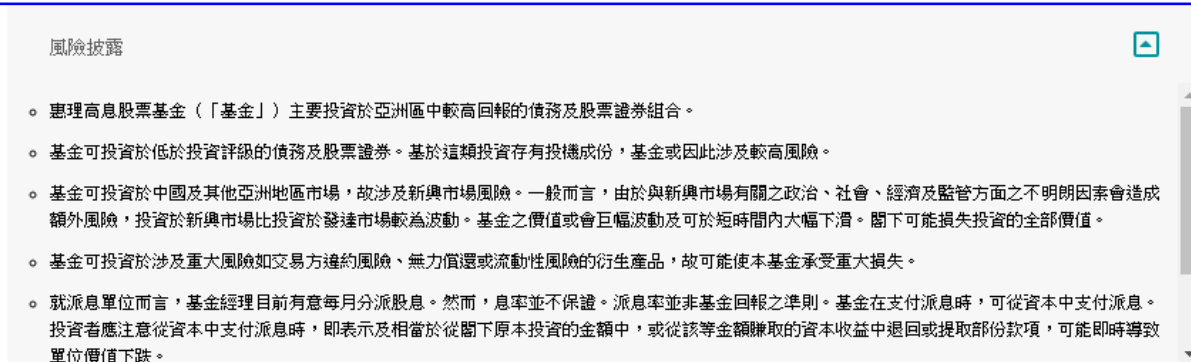 風險披露
惠理高息股票基金（「基金」）主要投資於亞洲區中較高回報的債務及股票證券組合。
基金可投資於低於投資評級的債務及股票證券。基於這類投資存有投機成份，基金或因此涉及較高風險。
基金可投資於中國及其他亞洲地區市場，故涉及新興市場風險。一般而言，由於與新興市場有關之政治、社會、經濟及監管方面之不明朗因素會造成
額外風險，投資於新興市場比投資於發達市場較為波動。基金之價值或會巨幅波動及可於短時間內大幅下滑。閣下可能損失投資的全部價值。
基金可投資於涉及重大風險如交易方違約風險、無力償還或流動性風險的衍生產品，故可能使本基金承受重大損失。
就派息單位而言，基金經理目前有意每月分派股息。然而，息率並不保證。派息率並非基金回報之準則。基金在支付派息時，可從資本中支付派息。
投資者應注意從資本中支付派息時，即表示及相當於從閣下原本投資的金額中，或從該等金額賺取的資本收益中退回或提取部份款項，可能即時導致
單位價值下跌。